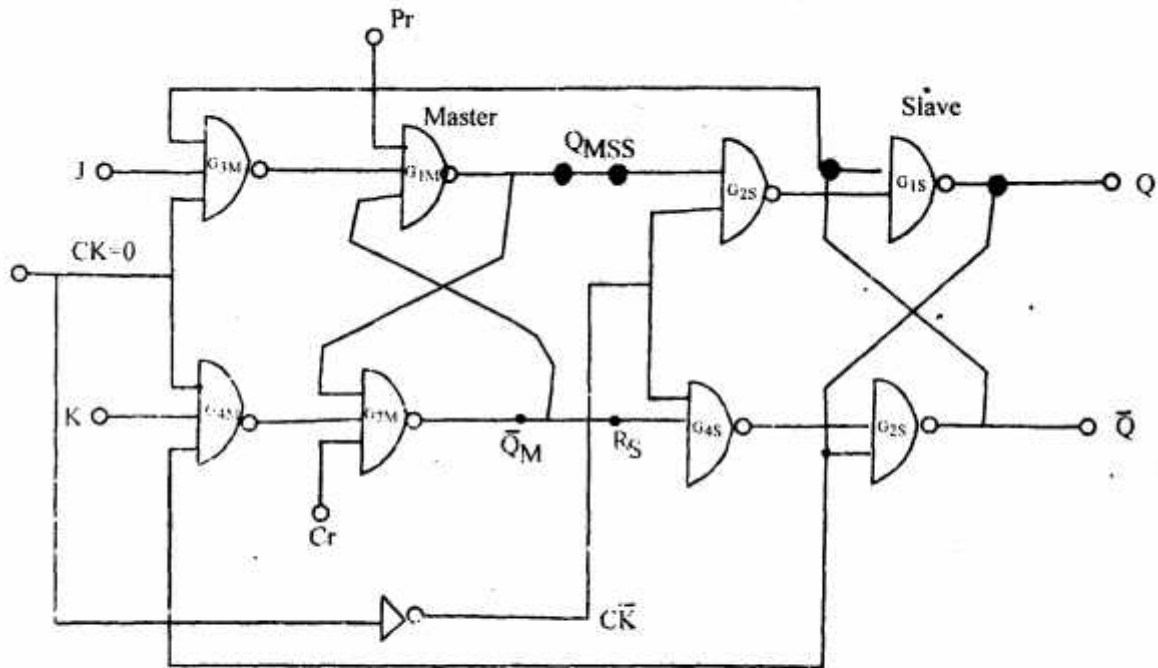 Pr
Master
Slave
J
G3M
G1M
QMSS
G2S
G1S
Q
CK=0
K
G2M
Q̄M
RS
G4S
G2S
Q̄
Cr
CK̄